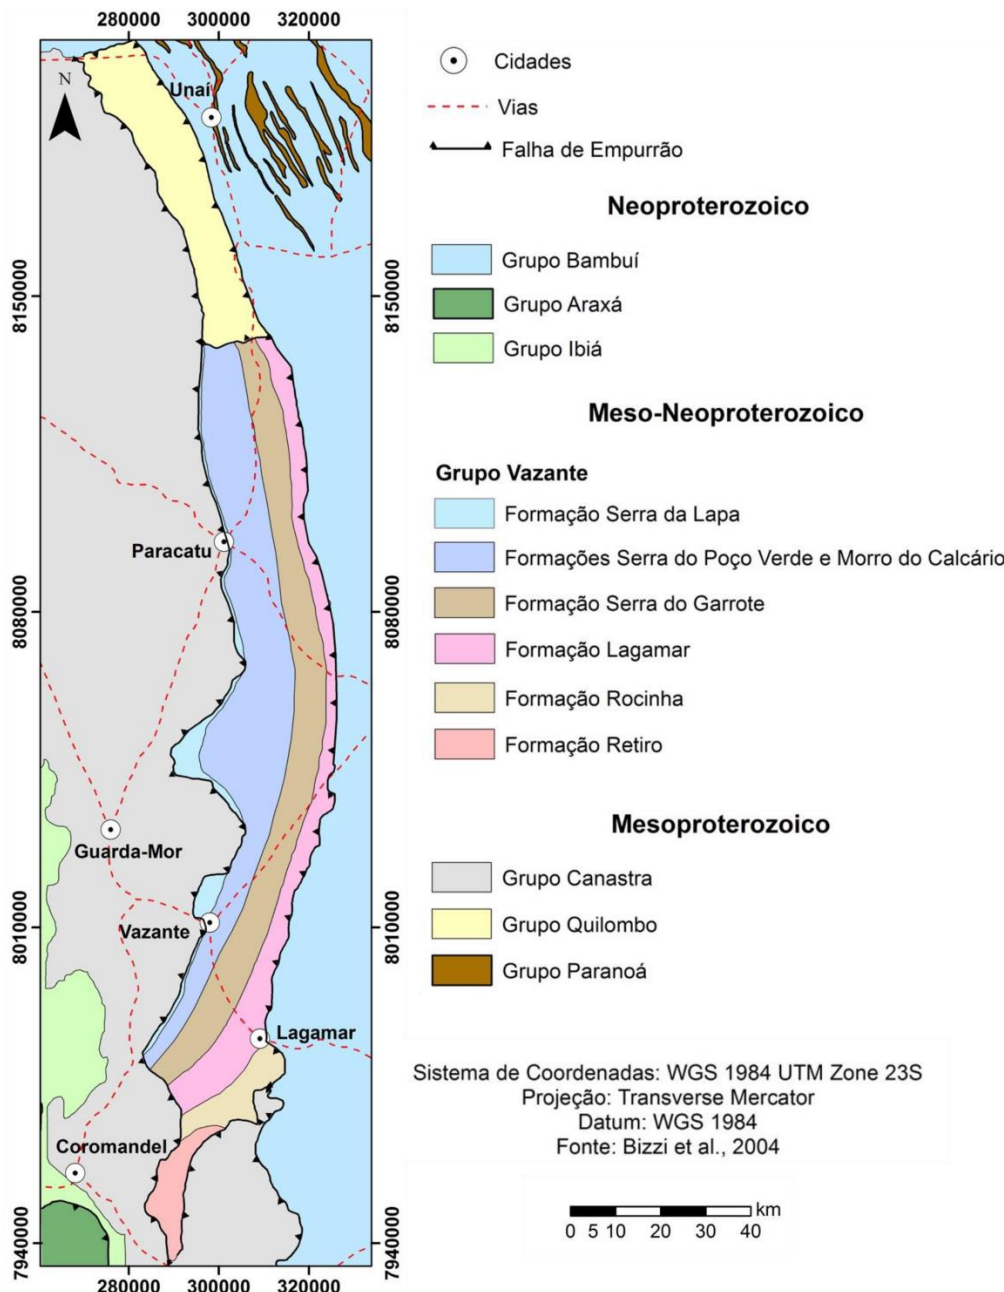 280000 300000 320000
N
Unaí
8150000 8150000
Paracatu
8080000 8080000
Guarda-Mor
Vazante
8010000 8010000
Lagamar
Coromandel
7940000 7940000
280000 300000 320000
Cidades
Vias
Falha de Empurrão
Neoproterozoico
Grupo Bambuí
Grupo Araxá
Grupo Ibiá
Meso-Neoproterozoico
Grupo Vazante
Formação Serra da Lapa
Formações Serra do Poço Verde e Morro do Calcário
Formação Serra do Garrote
Formação Lagamar
Formação Rocinha
Formação Retiro
Mesoproterozoico
Grupo Canastra
Grupo Quilombo
Grupo Paranoá
Sistema de Coordenadas: WGS 1984 UTM Zone 23S
Projeção: Transverse Mercator
Datum: WGS 1984
Fonte: Bizzi et al., 2004
km
0 5 10 20 30 40